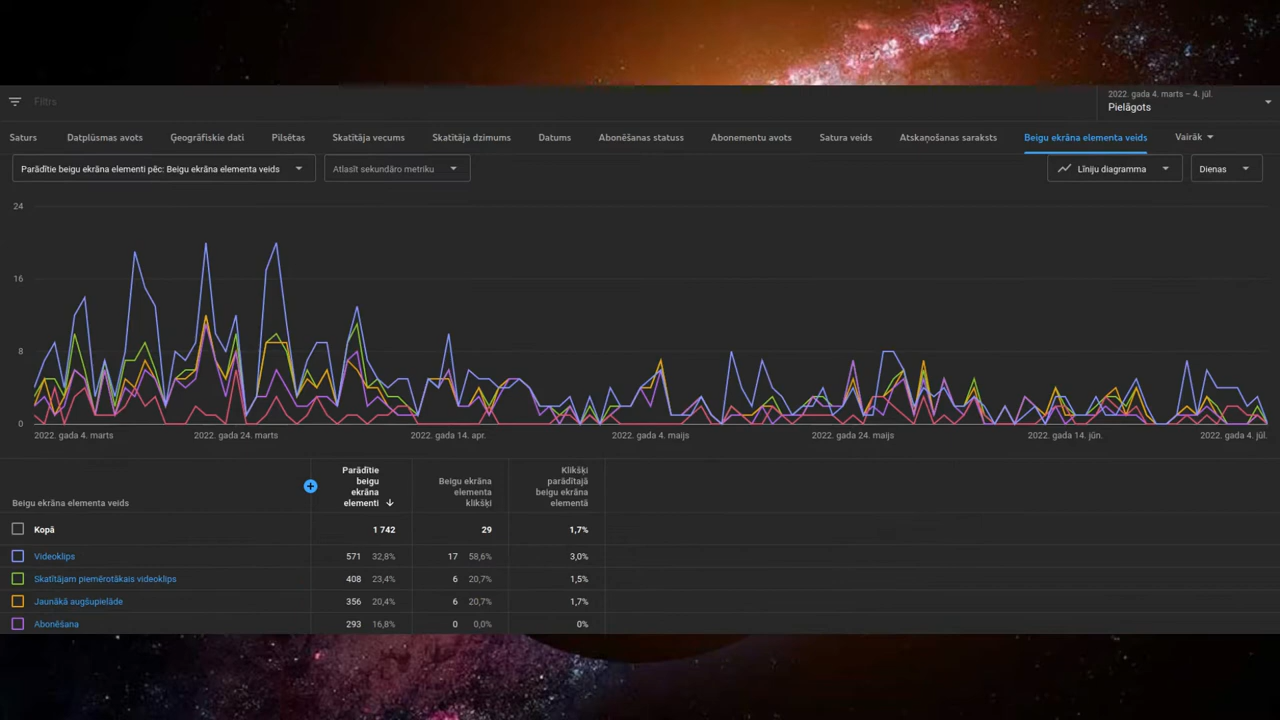 2022. gada 4. marts – 4. jūl.
Filtrs
Pielāgots
Saturs Datplūsmas avots Ģeogrāfiskie dati Pilsētas Skatītāja vecums Skatītāja dzimums Datums Abonēšanas statuss Abonementu avots Satura veids Atskaņošanas saraksts Beigu ekrāna elementa veids Vairāk
Parādītie beigu ekrāna elementi pēc: Beigu ekrāna elementa veids Atlasīt sekundāro metriku Līniju diagramma Dienas
24
16
8
0
2022. gada 4. marts 2022. gada 24. marts 2022. gada 14. apr. 2022. gada 4. maijs 2022. gada 24. maijs 2022. gada 14. jūn. 2022. gada 4. jūl.
Beigu ekrāna elementa veids
Parādītie
beigu
ekrāna
elementi
Beigu ekrāna
elementa
klikšķi
Klikšķi
parādītajā
beigu ekrāna
elementā
Kopā 1 742 29 1,7%
Videoklips 571 32,8% 17 58,6% 3,0%
Skatītājam piemērotākais videoklips 408 23,4% 6 20,7% 1,5%
Jaunākā augšupielāde 356 20,4% 6 20,7% 1,7%
Abonēšana 293 16,8% 0 0,0% 0%